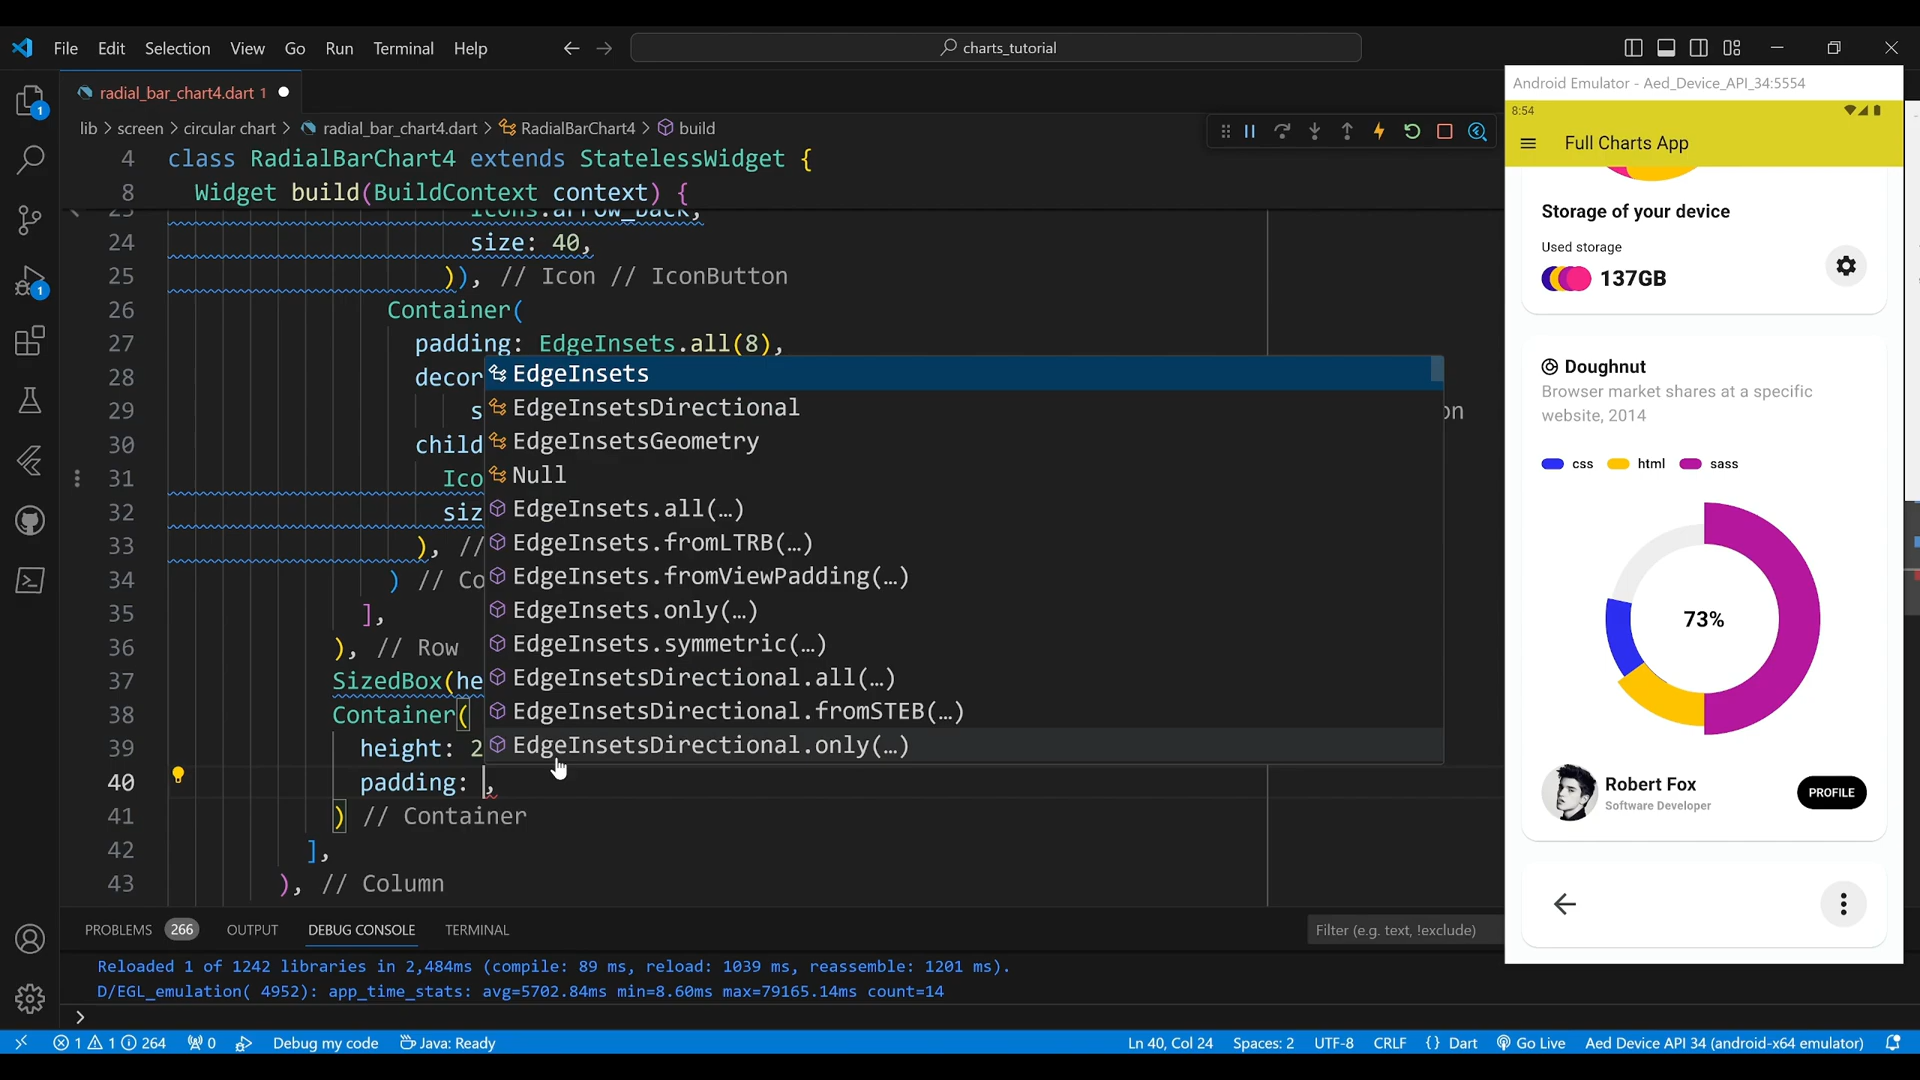 File Edit Selection View Go Run Terminal Help
charts_tutorial
radial_bar_chart4.dart 1
lib > screen > circular chart > radial_bar_chart4.dart > RadialBarChart4 > build
4 class RadialBarChart4 extends StatelessWidget {
8 Widget build(BuildContext context) {
Icons.arrow_back,
24 size: 40,
25 )), // Icon // IconButton
26 Container(
27 padding: EdgeInsets.all(8),
28 decor
29 s on
30 child
31 Ico
32 siz
33 ), //
34 ) // Co
35 ],
36 ), // Row
37 SizedBox(he
38 Container(
39 height: 2
40 padding: ,
41 ) // Container
42 ],
43 ), // Column
EdgeInsets
EdgeInsetsDirectional
EdgeInsetsGeometry
Null
EdgeInsets.all(…)
EdgeInsets.fromLTRB(…)
EdgeInsets.fromViewPadding(…)
EdgeInsets.only(…)
EdgeInsets.symmetric(…)
EdgeInsetsDirectional.all(…)
EdgeInsetsDirectional.fromSTEB(…)
EdgeInsetsDirectional.only(…)
PROBLEMS 266 OUTPUT DEBUG CONSOLE TERMINAL
Filter (e.g. text, !exclude)
Reloaded 1 of 1242 libraries in 2,484ms (compile: 89 ms, reload: 1039 ms, reassemble: 1201 ms).
D/EGL_emulation( 4952): app_time_stats: avg=5702.84ms min=8.60ms max=79165.14ms count=14
>
1 1 264 0 Debug my code Java: Ready
Ln 40, Col 24 Spaces: 2 UTF-8 CRLF {} Dart Go Live Aed Device API 34 (android-x64 emulator)
1
1
Android Emulator - Aed_Device_API_34:5554
8:54
Full Charts App
Storage of your device
Used storage
137GB
Doughnut
Browser market shares at a specific
website, 2014
css html sass
73%
Robert Fox
Software Developer
PROFILE